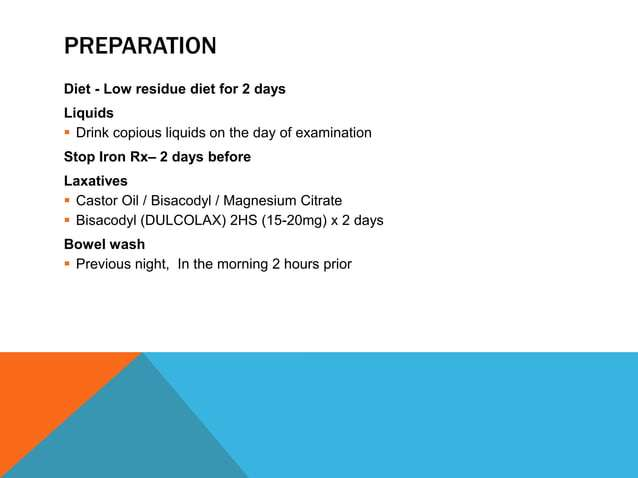 PREPARATION
Diet - Low residue diet for 2 days
Liquids
▪ Drink copious liquids on the day of examination
Stop Iron Rx– 2 days before
Laxatives
▪ Castor Oil / Bisacodyl / Magnesium Citrate
▪ Bisacodyl (DULCOLAX) 2HS (15-20mg) x 2 days
Bowel wash
▪ Previous night,  In the morning 2 hours prior